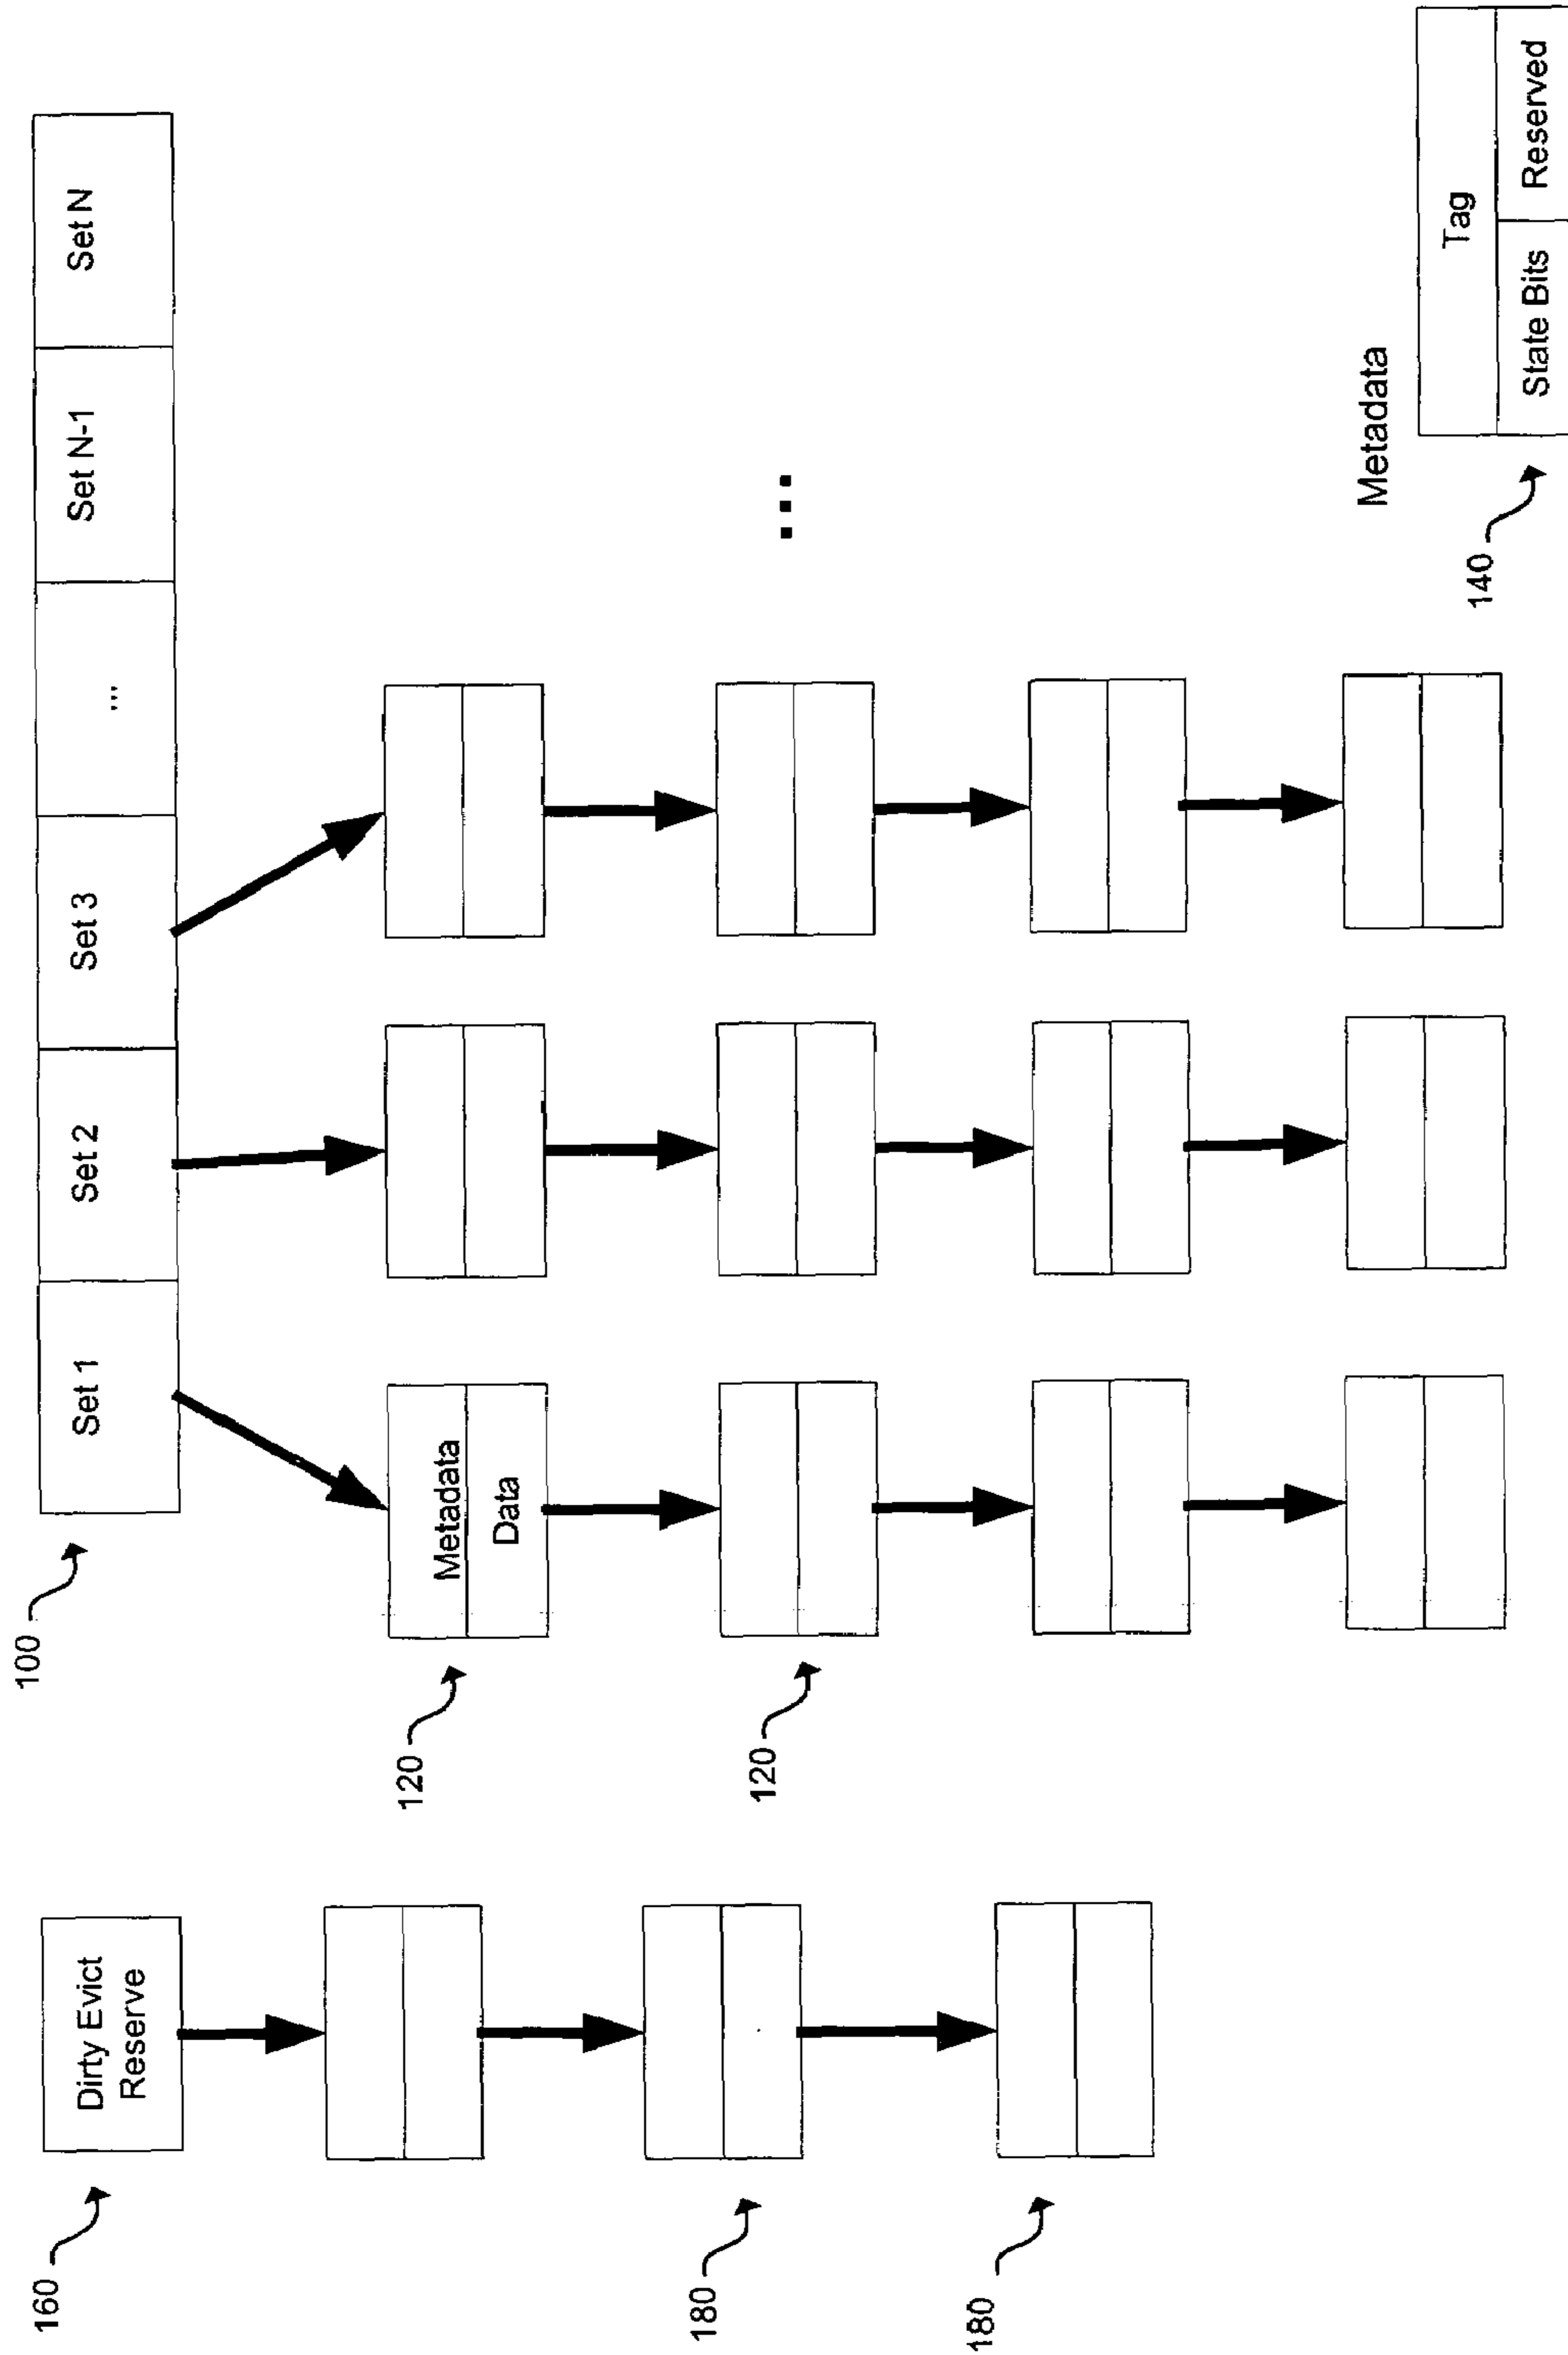 160
Dirty Evict
Reserve
100
Set 1
Set 2
Set 3
...
Set N-1
Set N
120
Metadata
Data
180
120
...
180
Metadata
140
Tag
State Bits
Reserved